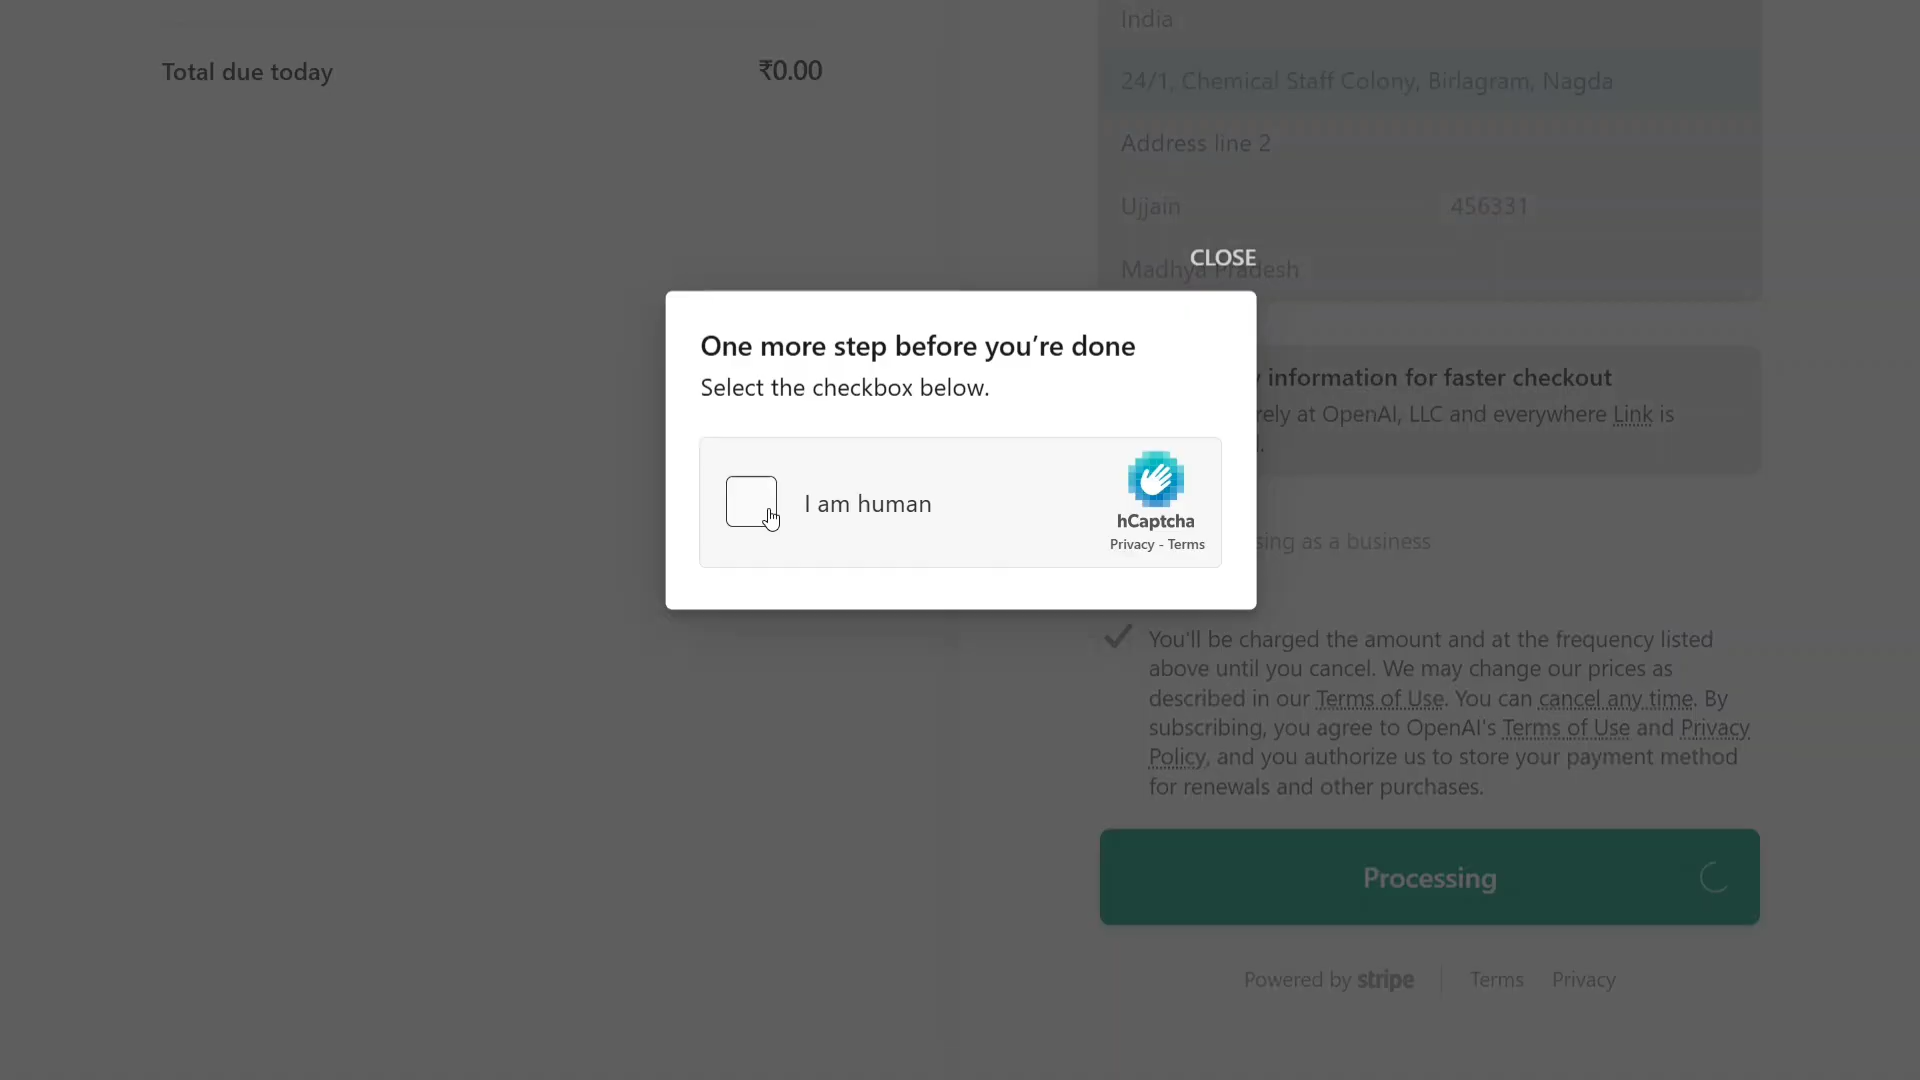 Total due today ₹0.00
India
24/1, Chemical Staff Colony, Birlagram, Nagda
Address line 2
Ujjain 456331
Madhya Pradesh
CLOSE
One more step before you're done
Select the checkbox below.
I am human
hCaptcha
Privacy - Terms
information for faster checkout
at OpenAI, LLC and everywhere Link is
as a business
You'll be charged the amount and at the frequency listed
above until you cancel. We may change our prices as
described in our Terms of Use. You can cancel any time. By
subscribing, you agree to OpenAI's Terms of Use and Privacy
Policy, and you authorize us to store your payment method
for renewals and other purchases.
Processing
Powered by stripe
Terms Privacy